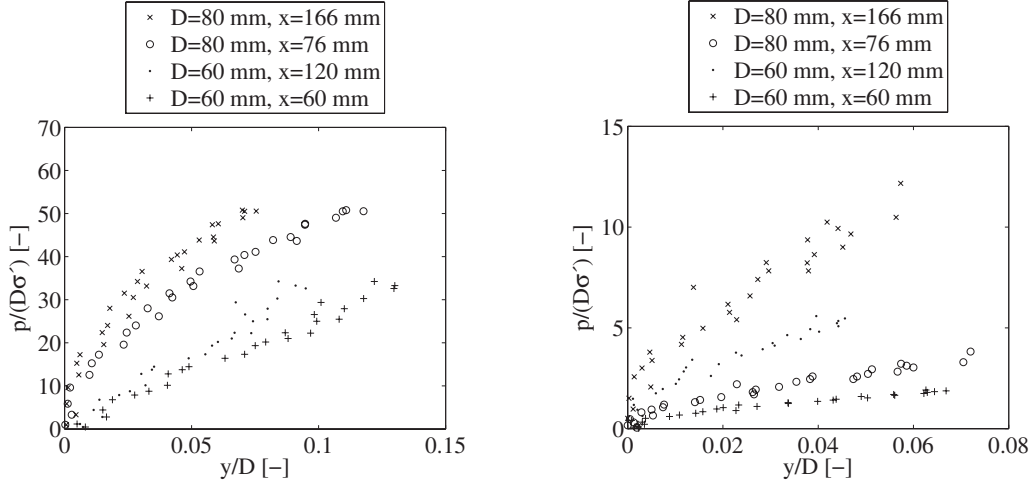 × D=80 mm, x=166 mm
○ D=80 mm, x=76 mm
· D=60 mm, x=120 mm
+ D=60 mm, x=60 mm
70
60
50
40
30
20
10
0
p/(Dσ´) [−]
0
0.05
0.1
0.15
y/D [−]
× D=80 mm, x=166 mm
○ D=80 mm, x=76 mm
· D=60 mm, x=120 mm
+ D=60 mm, x=60 mm
15
10
5
0
p/(Dσ´) [−]
0
0.02
0.04
0.06
0.08
y/D [−]